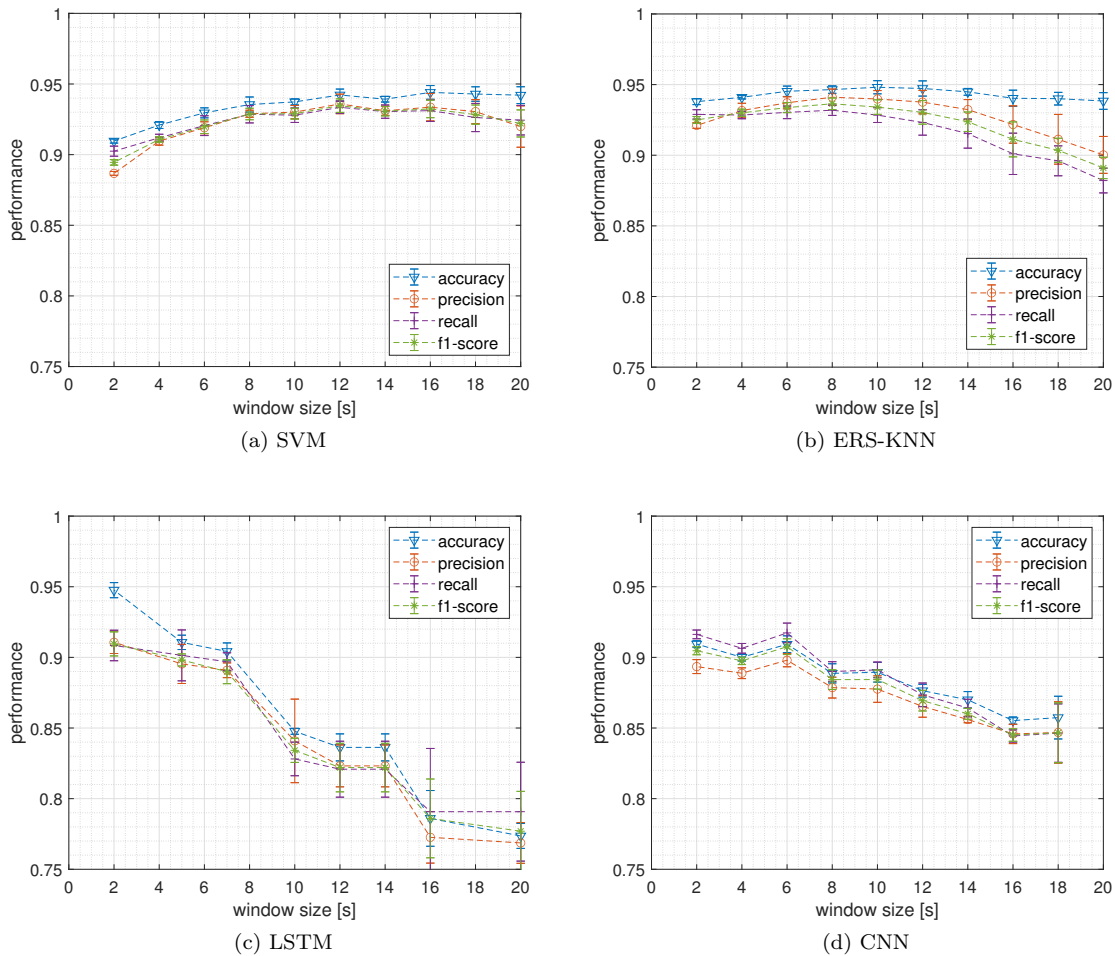 1
0.95
0.9
0.85
0.8
0.75
performance
0 2 4 6 8 10 12 14 16 18 20
window size [s]
accuracy
precision
recall
f1-score
(a) SVM
1
0.95
0.9
0.85
0.8
0.75
performance
0 2 4 6 8 10 12 14 16 18 20
window size [s]
accuracy
precision
recall
f1-score
(b) ERS-KNN
1
0.95
0.9
0.85
0.8
0.75
performance
0 2 4 6 8 10 12 14 16 18 20
window size [s]
accuracy
precision
recall
f1-score
(c) LSTM
1
0.95
0.9
0.85
0.8
0.75
performance
0 2 4 6 8 10 12 14 16 18 20
window size [s]
accuracy
precision
recall
f1-score
(d) CNN